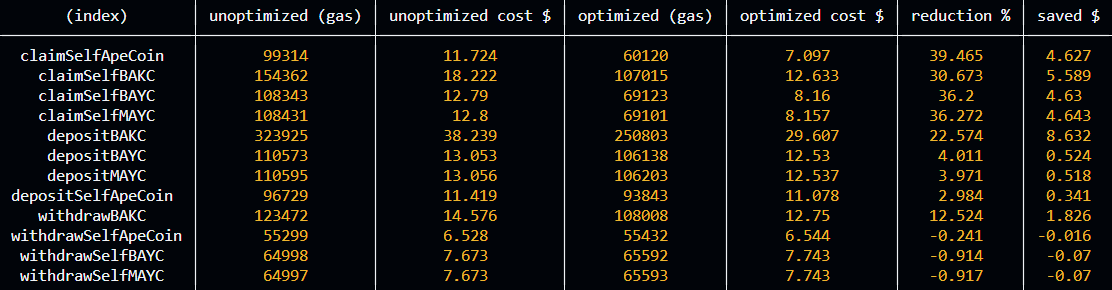 (index) unoptimized (gas) unoptimized cost $ optimized (gas) optimized cost $ reduction % saved $
claimSelfApeCoin 99314 11.724 60120 7.097 39.465 4.627
claimSelfBAKC 154362 18.222 107015 12.633 30.673 5.589
claimSelfBAYC 108343 12.79 69123 8.16 36.2 4.63
claimSelfMAYC 108431 12.8 69101 8.157 36.272 4.643
depositBAKC 323925 38.239 250803 29.607 22.574 8.632
depositBAYC 110573 13.053 106138 12.53 4.011 0.524
depositMAYC 110595 13.056 106203 12.537 3.971 0.518
depositSelfApeCoin 96729 11.419 93843 11.078 2.984 0.341
withdrawBAKC 123472 14.576 108008 12.75 12.524 1.826
withdrawSelfApeCoin 55299 6.528 55432 6.544 -0.241 -0.016
withdrawSelfBAYC 64998 7.673 65592 7.743 -0.914 -0.07
withdrawSelfMAYC 64997 7.673 65593 7.743 -0.917 -0.07